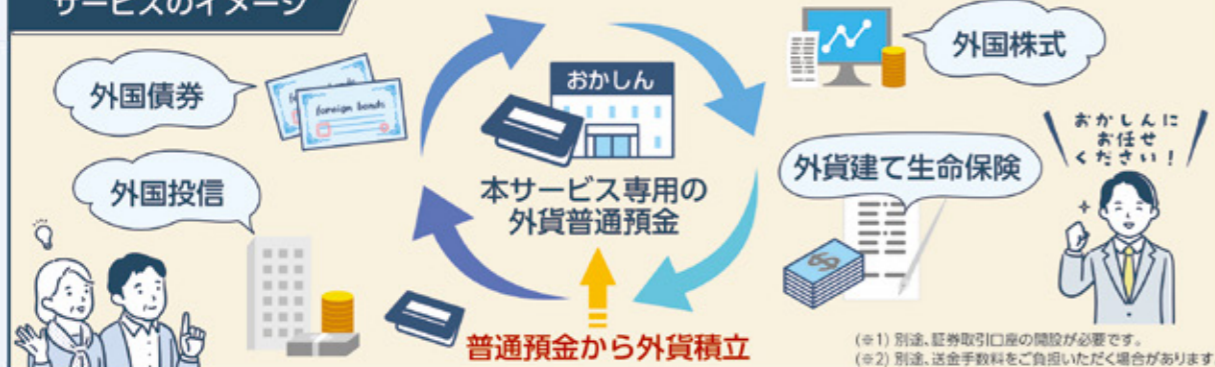 サービスのイメージ
外国債券
foreign bonds
外国投信
おかしん
本サービス専用の
外貨普通預金
普通預金から外貨積立
外国株式
外貨建て生命保険
おかしんに
お任せ
ください！
(※1) 別途、証券取引口座の開設が必要です。
(※2) 別途、送金手数料をご負担いただく場合があります